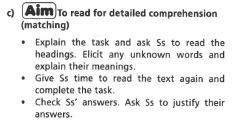 c) Aim To read for detailed comprehension
(matching)
• Explain the task and ask Ss to read the
headings. Elicit any unknown words and
explain their meanings.
• Give Ss time to read the text again and
complete the task.
• Check Ss' answers. Ask Ss to justify their
answers.